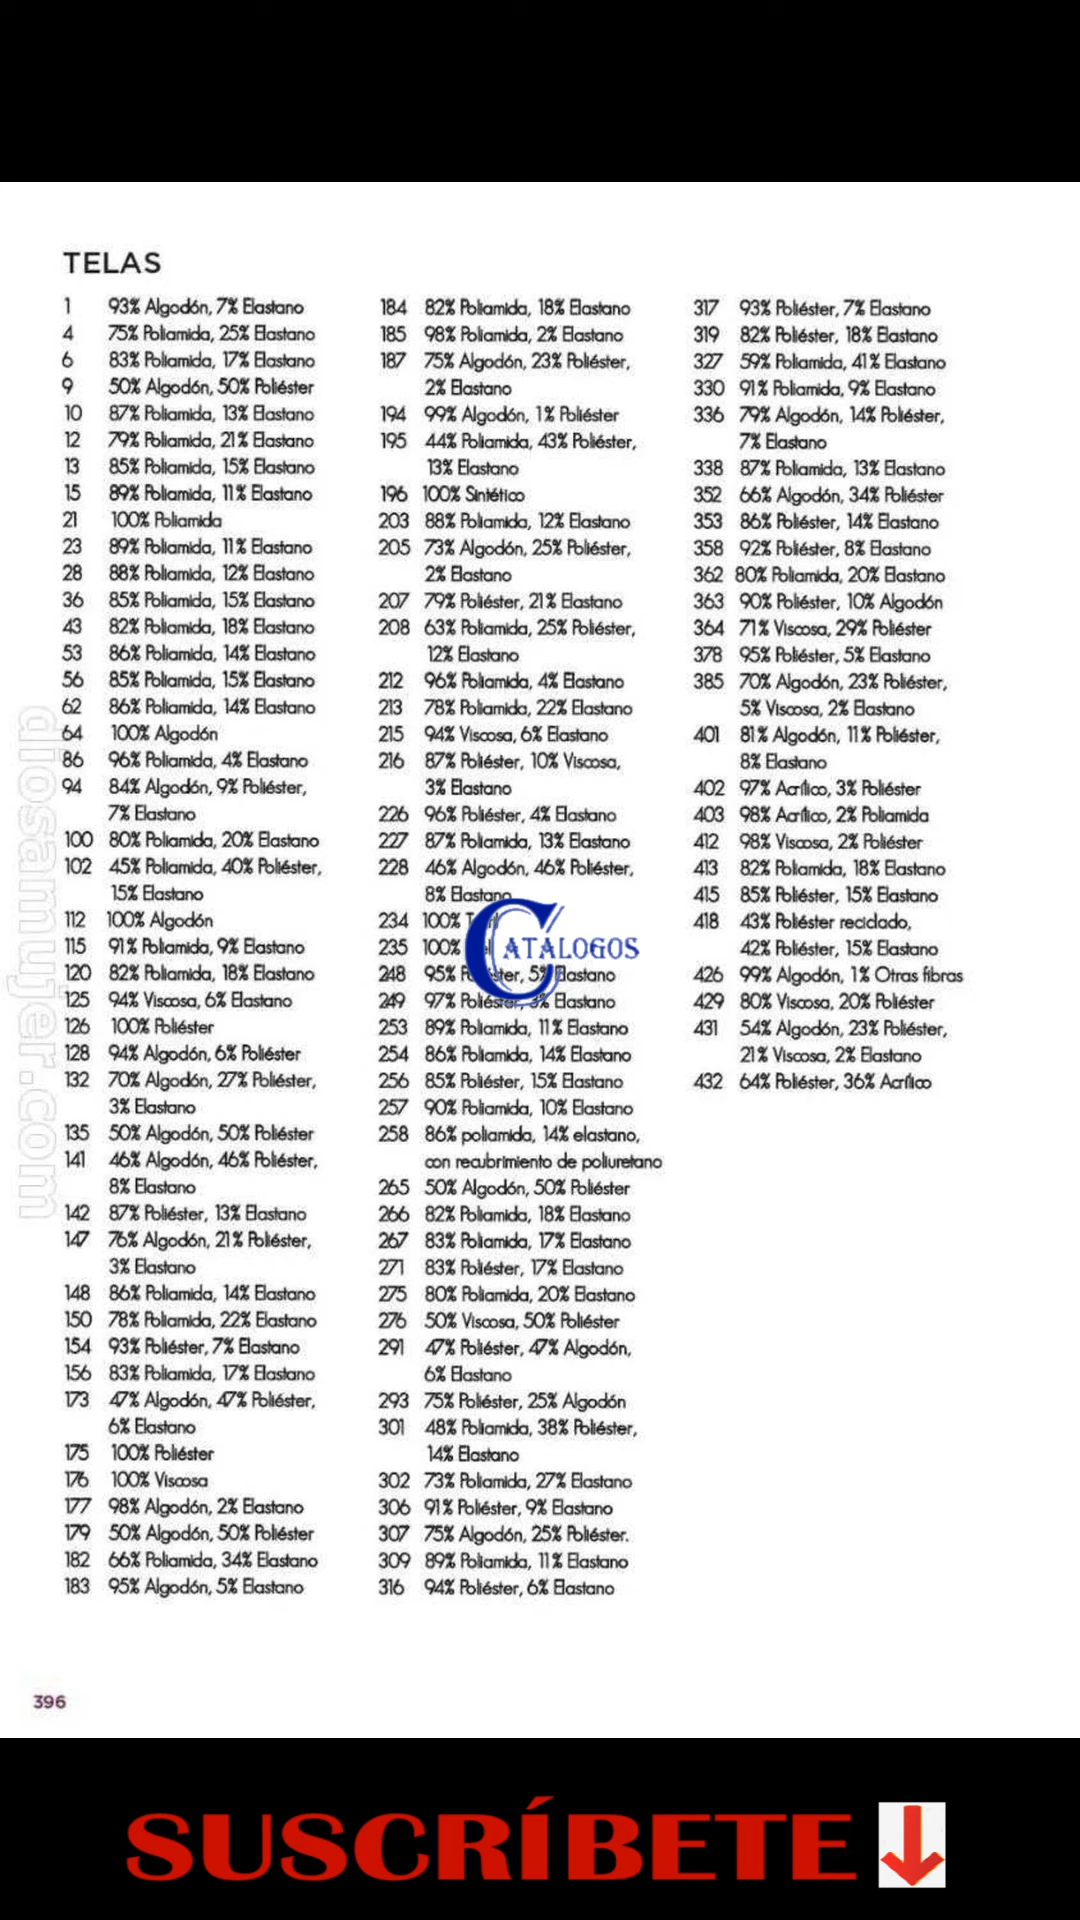 TELAS
1 93% Algodón, 7% Elastano
4 75% Poliamida, 25% Elastano
6 83% Poliamida, 17% Elastano
9 50% Algodón, 50% Poliéster
10 87% Poliamida, 13% Elastano
12 79% Poliamida, 21% Elastano
13 85% Poliamida, 15% Elastano
15 89% Poliamida, 11% Elastano
21 100% Poliamida
23 89% Poliamida, 11% Elastano
28 88% Poliamida, 12% Elastano
36 85% Poliamida, 15% Elastano
43 82% Poliamida, 18% Elastano
53 86% Poliamida, 14% Elastano
56 85% Poliamida, 15% Elastano
62 86% Poliamida, 14% Elastano
64 100% Algodón
86 96% Poliamida, 4% Elastano
94 84% Algodón, 9% Poliéster,
7% Elastano
100 80% Poliamida, 20% Elastano
102 45% Poliamida, 40% Poliéster,
15% Elastano
112 100% Algodón
115 91% Poliamida, 9% Elastano
120 82% Poliamida, 18% Elastano
125 94% Viscosa, 6% Elastano
126 100% Poliéster
128 94% Algodón, 6% Poliéster
132 70% Algodón, 27% Poliéster,
3% Elastano
135 50% Algodón, 50% Poliéster
141 46% Algodón, 46% Poliéster,
8% Elastano
142 87% Poliéster, 13% Elastano
147 76% Algodón, 21% Poliéster,
3% Elastano
148 86% Poliamida, 14% Elastano
150 78% Poliamida, 22% Elastano
154 93% Poliéster, 7% Elastano
156 83% Poliamida, 17% Elastano
173 47% Algodón, 47% Poliéster,
6% Elastano
175 100% Poliéster
176 100% Viscosa
177 98% Algodón, 2% Elastano
179 50% Algodón, 50% Poliéster
182 66% Poliamida, 34% Elastano
183 95% Algodón, 5% Elastano
184 82% Poliamida, 18% Elastano
185 98% Poliamida, 2% Elastano
187 75% Algodón, 23% Poliéster,
2% Elastano
194 99% Algodón, 1% Poliéster
195 44% Poliamida, 43% Poliéster,
13% Elastano
196 100% Sintético
203 88% Poliamida, 12% Elastano
205 73% Algodón, 25% Poliéster,
2% Elastano
207 79% Poliéster, 21% Elastano
208 63% Poliamida, 25% Poliéster,
12% Elastano
212 96% Poliamida, 4% Elastano
213 78% Poliamida, 22% Elastano
215 94% Viscosa, 6% Elastano
216 87% Poliéster, 10% Viscosa,
3% Elastano
226 96% Poliéster, 4% Elastano
227 87% Poliamida, 13% Elastano
228 46% Algodón, 46% Poliéster,
8% Elastano
234 100%
235 100%
248 95% Poliéster, 5% Elastano
249 97% Poliéster, 3% Elastano
253 89% Poliamida, 11% Elastano
254 86% Poliamida, 14% Elastano
256 85% Poliéster, 15% Elastano
257 90% Poliamida, 10% Elastano
258 86% poliamida, 14% elastano,
con recubrimiento de poliuretano
265 50% Algodón, 50% Poliéster
266 82% Poliamida, 18% Elastano
267 83% Poliamida, 17% Elastano
271 83% Poliéster, 17% Elastano
275 80% Poliamida, 20% Elastano
276 50% Viscosa, 50% Poliéster
291 47% Poliéster, 47% Algodón,
6% Elastano
293 75% Poliéster, 25% Algodón
301 48% Poliamida, 38% Poliéster,
14% Elastano
302 73% Poliamida, 27% Elastano
306 91% Poliéster, 9% Elastano
307 75% Algodón, 25% Poliéster.
309 89% Poliamida, 11% Elastano
316 94% Poliéster, 6% Elastano
317 93% Poliéster, 7% Elastano
319 82% Poliéster, 18% Elastano
327 59% Poliamida, 41% Elastano
330 91% Poliamida, 9% Elastano
336 79% Algodón, 14% Poliéster,
7% Elastano
338 87% Poliamida, 13% Elastano
352 66% Algodón, 34% Poliéster
353 86% Poliéster, 14% Elastano
358 92% Poliéster, 8% Elastano
362 80% Poliamida, 20% Elastano
363 90% Poliéster, 10% Algodón
364 71% Viscosa, 29% Poliéster
378 95% Poliéster, 5% Elastano
385 70% Algodón, 23% Poliéster,
5% Viscosa, 2% Elastano
401 81% Algodón, 11% Poliéster,
8% Elastano
402 97% Acrílico, 3% Poliéster
403 98% Acrílico, 2% Poliamida
412 98% Viscosa, 2% Poliéster
413 82% Poliamida, 18% Elastano
415 85% Poliéster, 15% Elastano
418 43% Poliéster reciclado,
42% Poliéster, 15% Elastano
426 99% Algodón, 1% Otras fibras
429 80% Viscosa, 20% Poliéster
431 54% Algodón, 23% Poliéster,
21% Viscosa, 2% Elastano
432 64% Poliéster, 36% Acrílico
CATALOGOS
diosamujer.com
396
SUSCRÍBETE